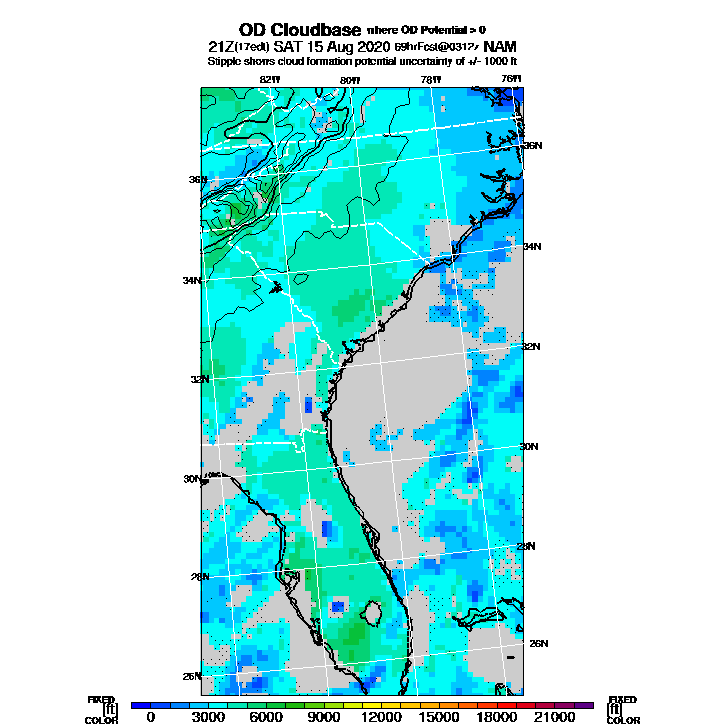 OD Cloudbase where OD Potential > 0
21Z(17edt) SAT 15 Aug 2020 69hrFcst@0312z NAM
Stipple shows cloud formation potential uncertainty of +/- 1000 ft
82W 80W 78W 76W
36N 36N
34N 34N
32N 32N
30N 30N
28N 28N
26N 26N
FIXED FIXED
[ft] [ft]
COLOR COLOR
0 3000 6000 9000 12000 15000 18000 21000